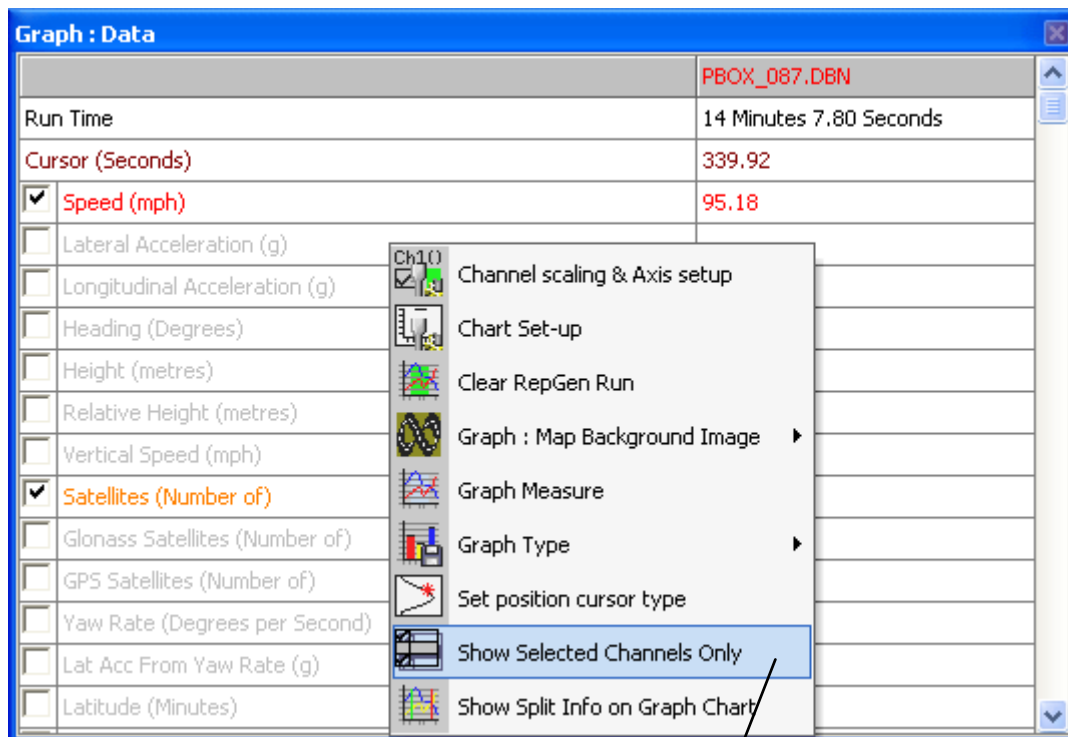 Graph : Data
PBOX_087.DBN
Run Time 14 Minutes 7.80 Seconds
Cursor (Seconds) 339.92
Speed (mph) 95.18
Lateral Acceleration (g)
Longitudinal Acceleration (g)
Heading (Degrees)
Height (metres)
Relative Height (metres)
Vertical Speed (mph)
Satellites (Number of)
Glonass Satellites (Number of)
GPS Satellites (Number of)
Yaw Rate (Degrees per Second)
Lat Acc From Yaw Rate (g)
Latitude (Minutes)
Ch1()
Channel scaling & Axis setup
Chart Set-up
Clear RepGen Run
Graph : Map Background Image
Graph Measure
Graph Type
Set position cursor type
Show Selected Channels Only
Show Split Info on Graph Chart